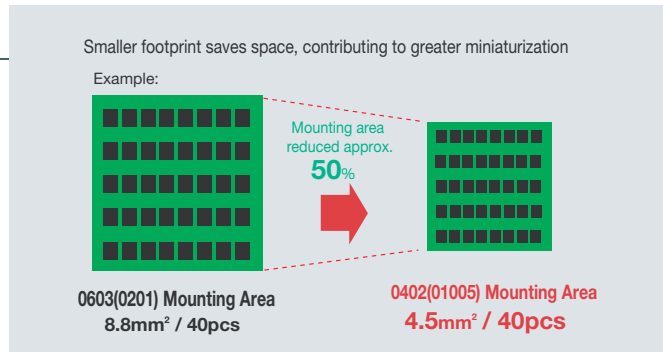 Smaller footprint saves space, contributing to greater miniaturization
Example:
Mounting area
reduced approx.
50%
0603(0201) Mounting Area
8.8mm² / 40pcs
0402(01005) Mounting Area
4.5mm² / 40pcs